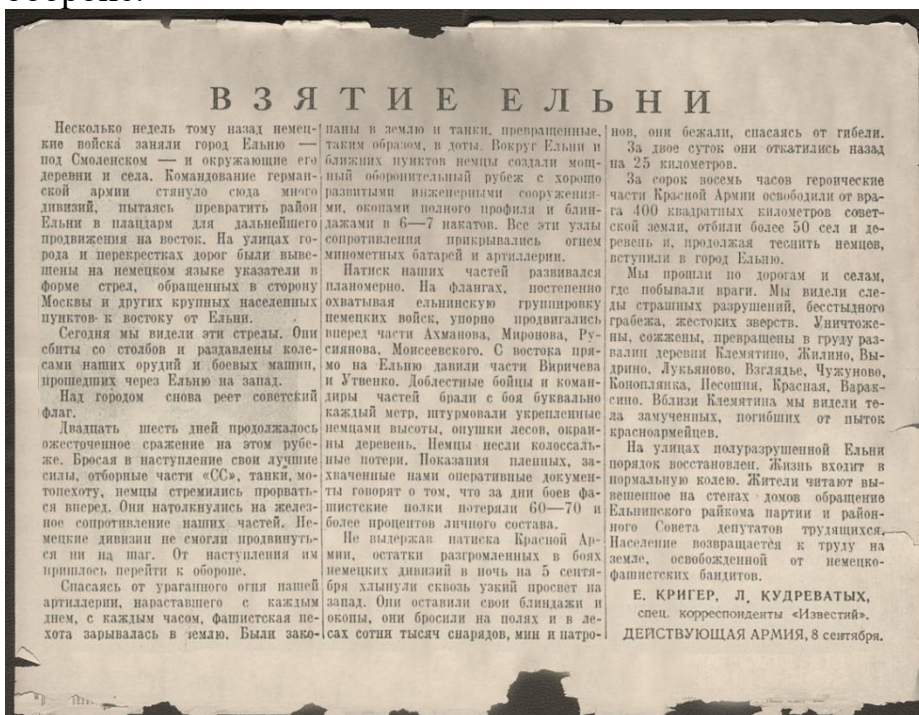 ВЗЯТИЕ ЕЛЬНИ
Несколько недель тому назад немец-
кие войска заняли город Ельню —
под Смоленском — и окружающие его
деревни и села. Командование герман-
ской армии стянуло сюда много
дивизий, пытаясь превратить район
Ельни в плацдарм для дальнейшего
продвижения на восток. На улицах го-
рода и перекрестках дорог были выве-
шены на немецком языке указатели в
форме стрел, обращенных в сторону
Москвы и других крупных населенных
пунктов к востоку от Ельни.
Сегодня мы видели эти стрелы. Они
сбиты со столбов и раздавлены коле-
сами наших орудий и боевых машин,
прошедших через Ельню на запад.
Над городом снова реет советский
флаг.
Двадцать шесть дней продолжалось
ожесточенное сражение на этом рубе-
же. Бросая в наступление свои лучшие
силы, отборные части «СС», танки, мо-
топехоту, немцы стремились прорвать-
ся вперед. Они натолкнулись на желез-
ное сопротивление наших частей. Не-
мецкие дивизии не смогли продвинуть-
ся ни на шаг. От наступления им
пришлось перейти к обороне.
Спасаясь от ураганного огня нашей
артиллерии, нараставшего с каждым
днем, с каждым часом, фашистская пе-
хота зарывалась в землю. Были зако-
паны в землю и танки, превращенные,
таким образом, в доты. Вокруг Ельни и
ближних пунктов немцы создали мощ-
ный оборонительный рубеж с хорошо
развитыми инженерными сооружения-
ми, окопами полного профиля и блин-
дажами в 6—7 накатов. Все эти узлы
сопротивления прикрывались огнем
минометных батарей и артиллерии.
Натиск наших частей развивался
планомерно. На флангах, постепенно
охватывая ельнинскую группировку
немецких войск, упорно продвигались
вперед части Ахманова, Миронова, Ру-
сиянова, Моисеевского. С востока пря-
мо на Ельню давили части Виричева
и Утвенко. Доблестные бойцы и коман-
диры частей брали с боя буквально
каждый метр, штурмовали укрепленные
немцами высоты, опушки лесов, окраи-
ны деревень. Немцы несли колоссаль-
ные потери. Показания пленных, за-
хваченные нами оперативные докумен-
ты говорят о том, что за дни боев фа-
шистские полки потеряли 60—70 и
более процентов личного состава.
Не выдержав натиска Красной Ар-
мии, остатки разгромленных в боях
немецких дивизий в ночь на 5 сентя-
бря хлынули сквозь узкий просвет на
запад. Они оставили свои блиндажи и
окопы, они бросили на полях и в ле-
сах сотни тысяч снарядов, мин и патро-
нов, они бежали, спасаясь от гибели.
За двое суток они откатились назад
на 25 километров.
За сорок восемь часов героические
части Красной Армии освободили от вра-
га 400 квадратных километров совет-
ской земли, отбили более 50 сел и де-
ревень и, продолжая теснить немцев,
вступили в город Ельню.
Мы прошли по дорогам и селам,
где побывали враги. Мы видели сле-
ды страшных разрушений, бесстыдного
грабежа, жестоких зверств. Уничтоже-
ны, сожжены, превращены в груду раз-
валин деревни Клемятино, Жилино, Вы-
дрино, Лукьяново, Взглядье, Чужуново,
Коноплянка, Песошня, Красная, Варак-
сино. Вблизи Клемятина мы видели те-
ла замученных, погибших от пыток
красноармейцев.
На улицах полуразрушенной Ельни
порядок восстановлен. Жизнь входит в
нормальную колею. Жители читают вы-
вешенное на стенах домов обращение
Ельнинского райкома партии и район-
ного Совета депутатов трудящихся.
Население возвращается к труду на
земле, освобожденной от немецко-
фашистских бандитов.
Е. КРИГЕР, Л. КУДРЕВАТЫХ,
спец. корреспонденты «Известий».
ДЕЙСТВУЮЩАЯ АРМИЯ, 8 сентября.